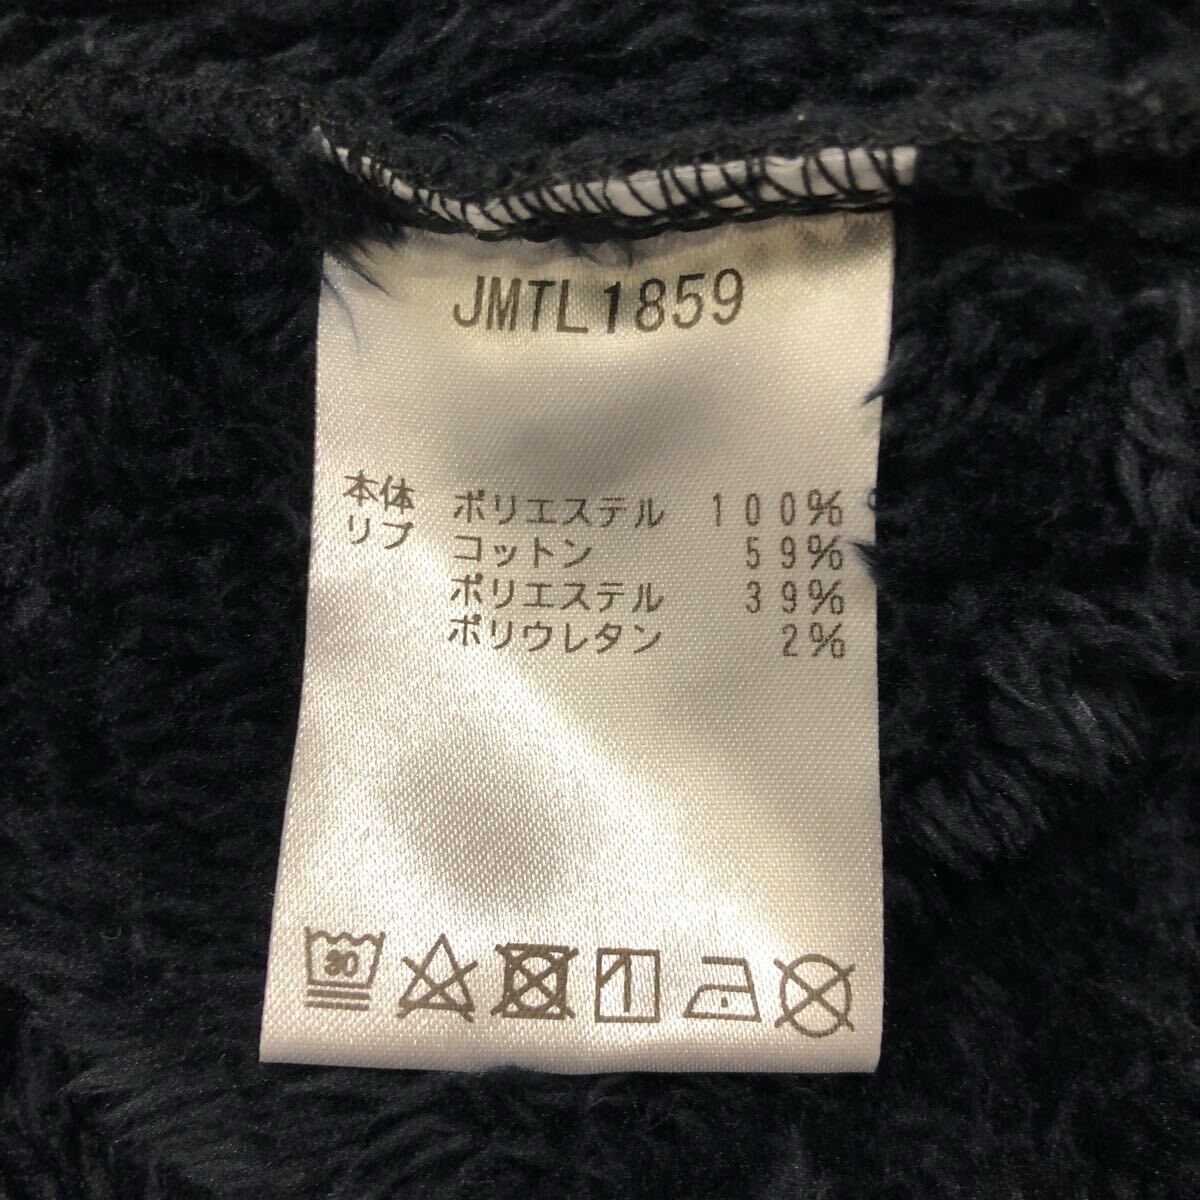 JMTL1859
本体 ポリエステル 100%
リブ コットン 59%
ポリエステル 39%
ポリウレタン 2%
30